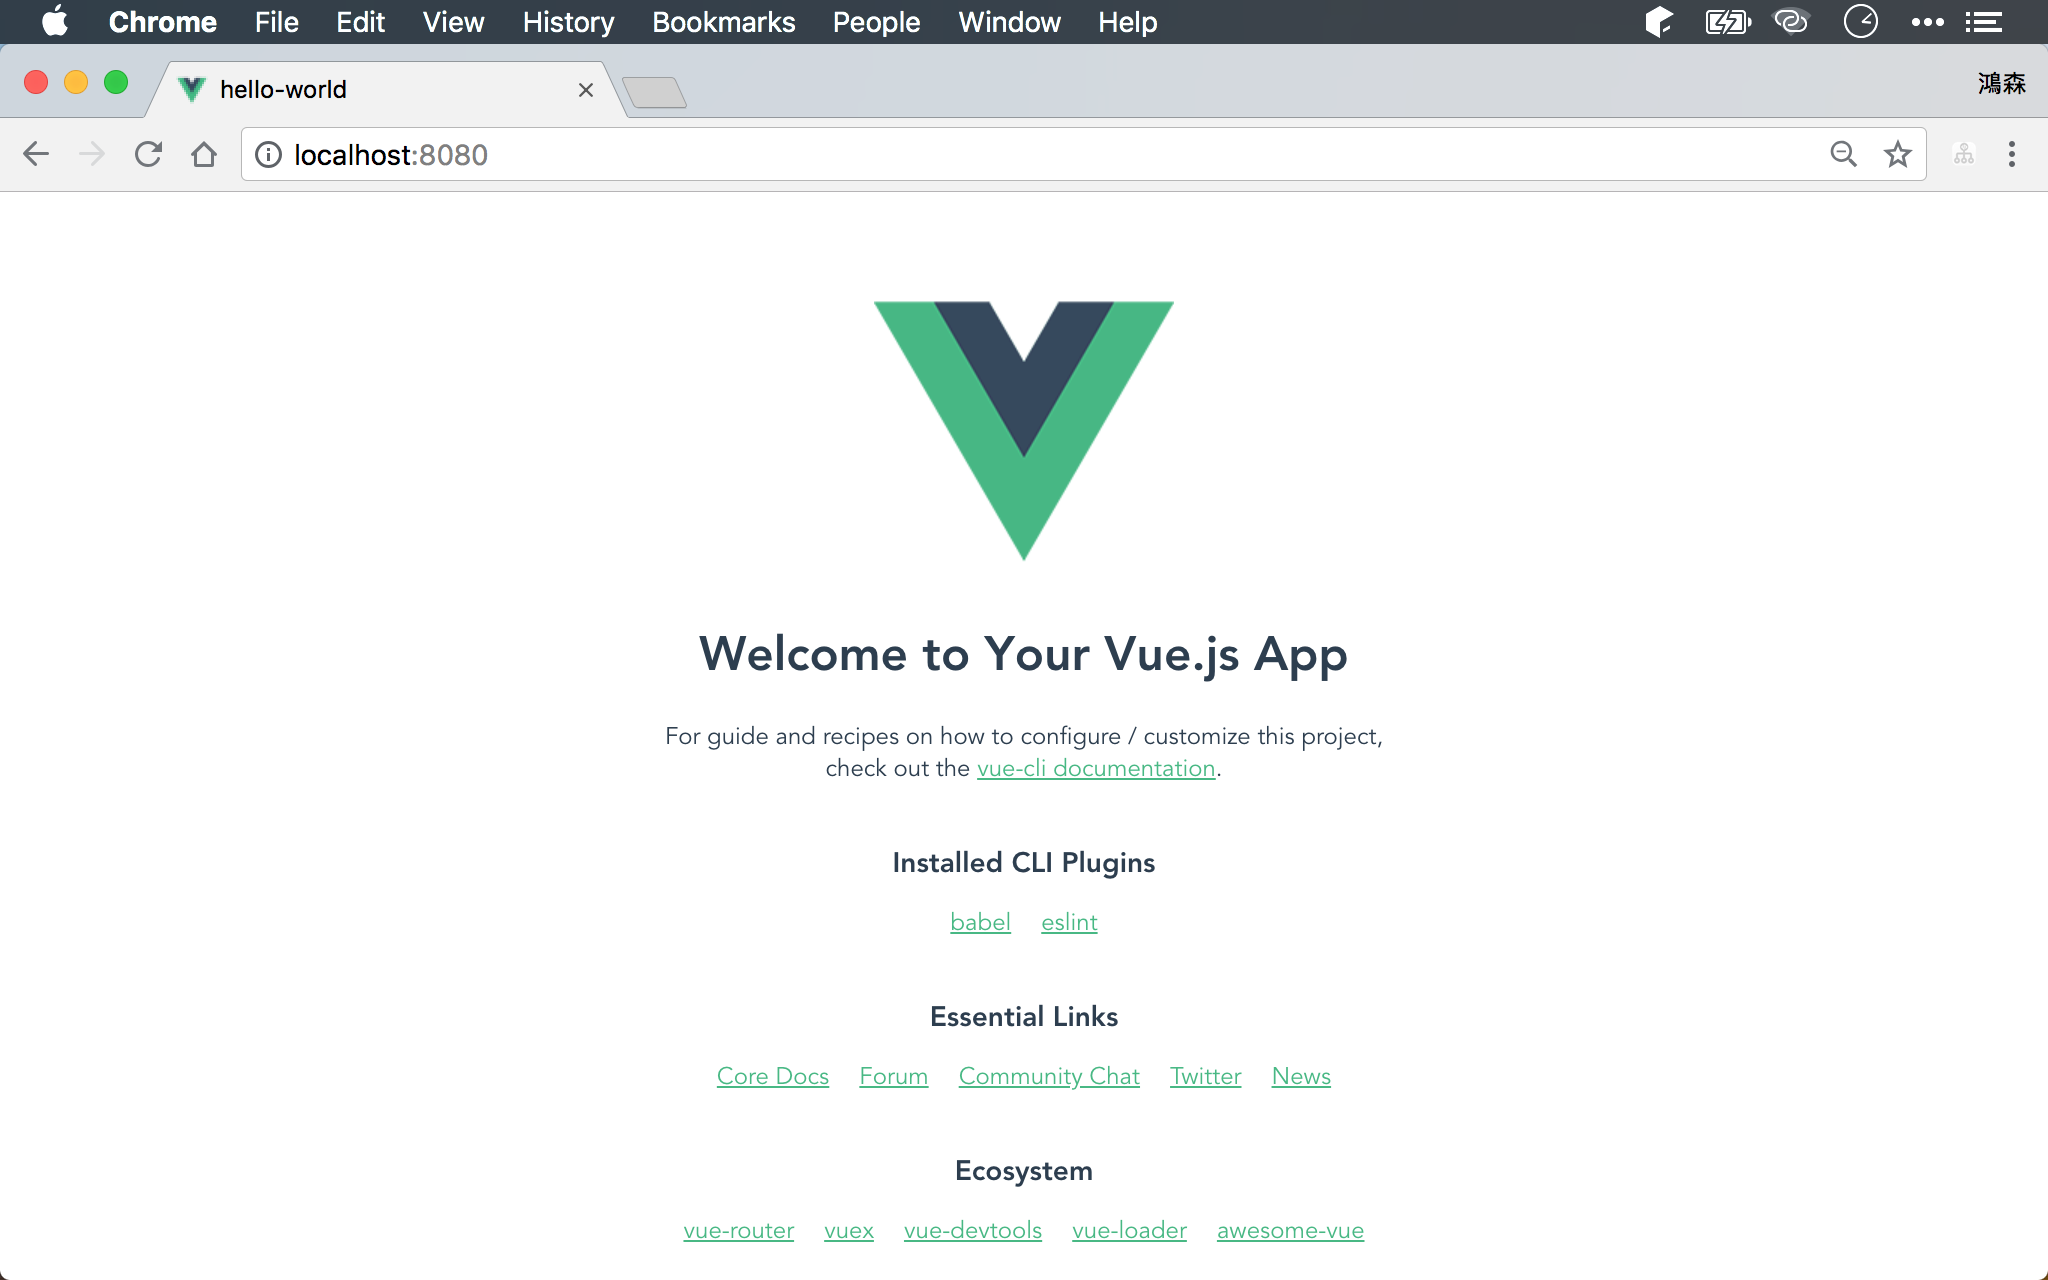 Chrome File Edit View History Bookmarks People Window Help
hello-world
鴻森
localhost:8080
Welcome to Your Vue.js App
For guide and recipes on how to configure / customize this project,
check out the vue-cli documentation.
Installed CLI Plugins
babel eslint
Essential Links
Core Docs Forum Community Chat Twitter News
Ecosystem
vue-router vuex vue-devtools vue-loader awesome-vue